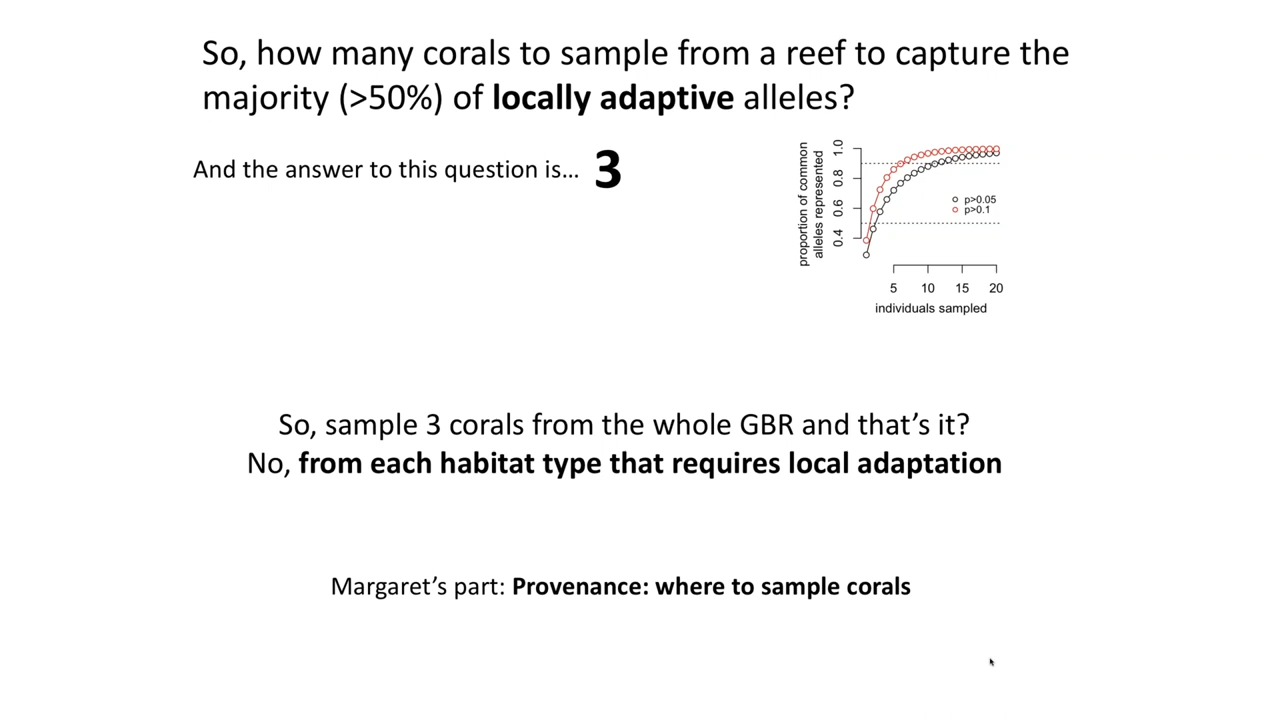 So, how many corals to sample from a reef to capture the
majority (>50%) of locally adaptive alleles?
And the answer to this question is... 3
proportion of common
alleles represented
1.0
0.8
0.6
0.4
p>0.05
p>0.1
5 10 15 20
individuals sampled
So, sample 3 corals from the whole GBR and that's it?
No, from each habitat type that requires local adaptation
Margaret's part: Provenance: where to sample corals